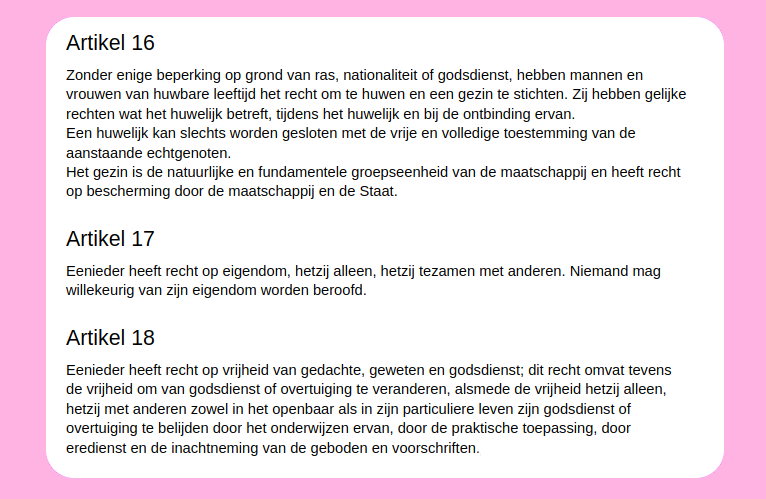 Artikel 16
Zonder enige beperking op grond van ras, nationaliteit of godsdienst, hebben mannen en
vrouwen van huwbare leeftijd het recht om te huwen en een gezin te stichten. Zij hebben gelijke
rechten wat het huwelijk betreft, tijdens het huwelijk en bij de ontbinding ervan.
Een huwelijk kan slechts worden gesloten met de vrije en volledige toestemming van de
aanstaande echtgenoten.
Het gezin is de natuurlijke en fundamentele groepseenheid van de maatschappij en heeft recht
op bescherming door de maatschappij en de Staat.
Artikel 17
Eenieder heeft recht op eigendom, hetzij alleen, hetzij tezamen met anderen. Niemand mag
willekeurig van zijn eigendom worden beroofd.
Artikel 18
Eenieder heeft recht op vrijheid van gedachte, geweten en godsdienst; dit recht omvat tevens
de vrijheid om van godsdienst of overtuiging te veranderen, alsmede de vrijheid hetzij alleen,
hetzij met anderen zowel in het openbaar als in zijn particuliere leven zijn godsdienst of
overtuiging te belijden door het onderwijzen ervan, door de praktische toepassing, door
eredienst en de inachtneming van de geboden en voorschriften.